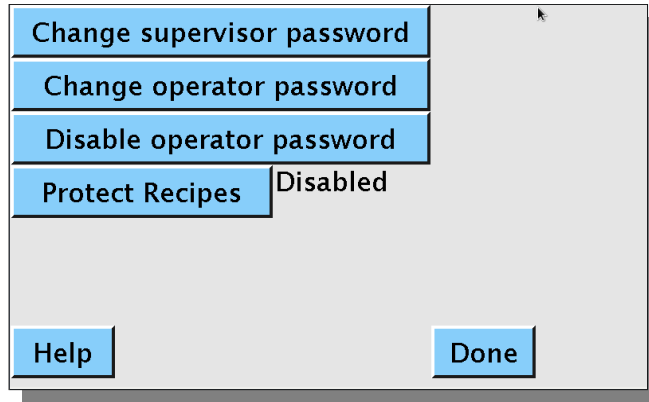 Change supervisor password
Change operator password
Disable operator password
Protect Recipes Disabled
Help Done